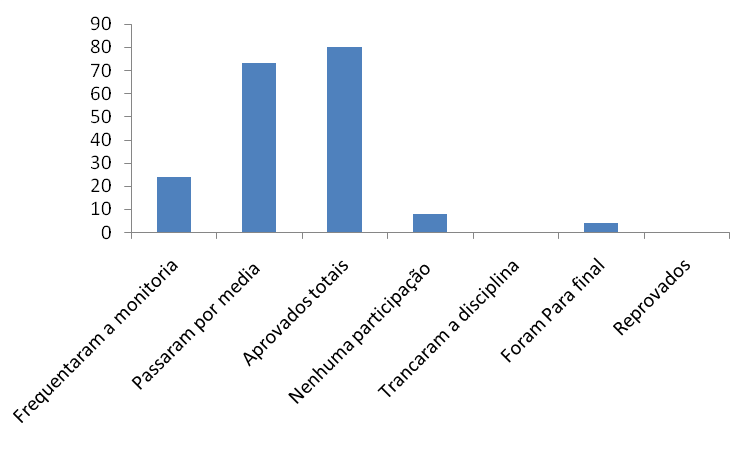 90
80
70
60
50
40
30
20
10
0
Frequentaram a monitoria
Passaram por media
Aprovados totais
Nenhuma participação
Trancaram a disciplina
Foram Para final
Reprovados